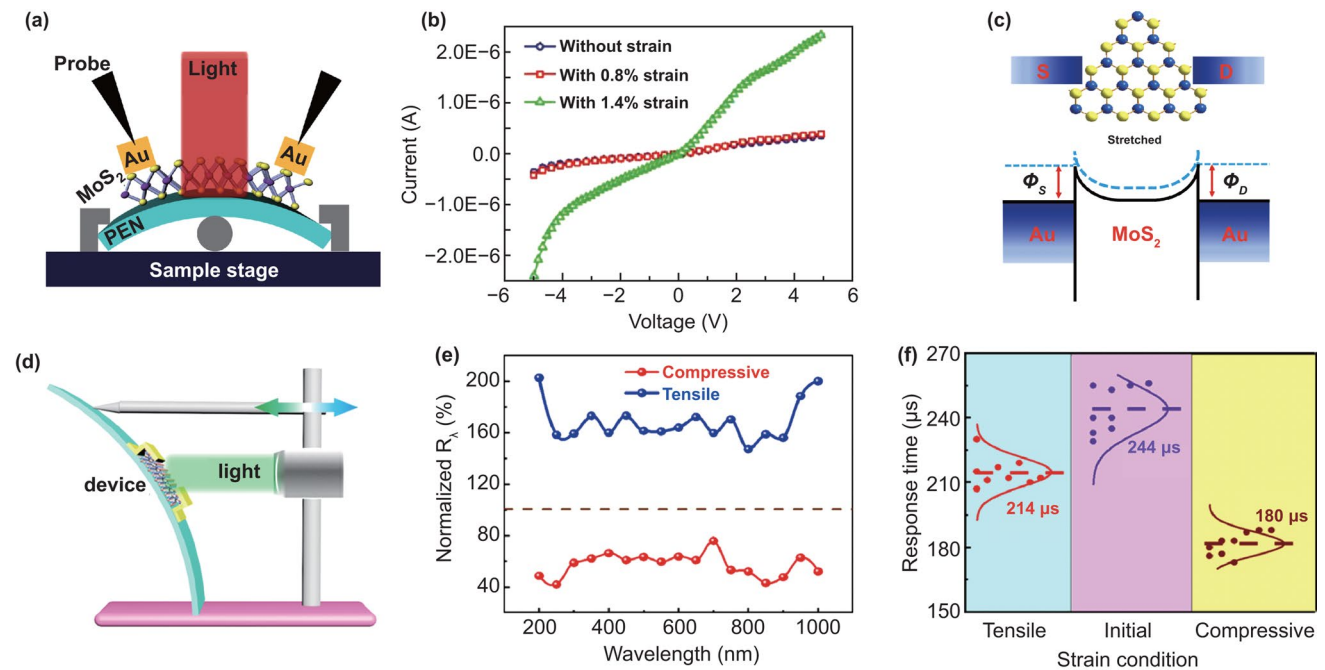 (a)
Probe
Light
Au
Au
MoS2
PEN
Sample stage
(b)
Current (A)
2.0E-6
1.0E-6
0.0
-1.0E-6
-2.0E-6
Without strain
With 0.8% strain
With 1.4% strain
−6 −4 −2 0 2 4 6
Voltage (V)
(c)
S D
Stretched
ΦS ΦD
Au MoS2 Au
(d)
device
light
(e)
Normalized Rλ (%)
200
160
120
80
40
Compressive
Tensile
200 400 600 800 1000
Wavelength (nm)
(f)
Response time (µs)
270
240
210
180
150
214 µs
244 µs
180 µs
Tensile Initial Compressive
Strain condition